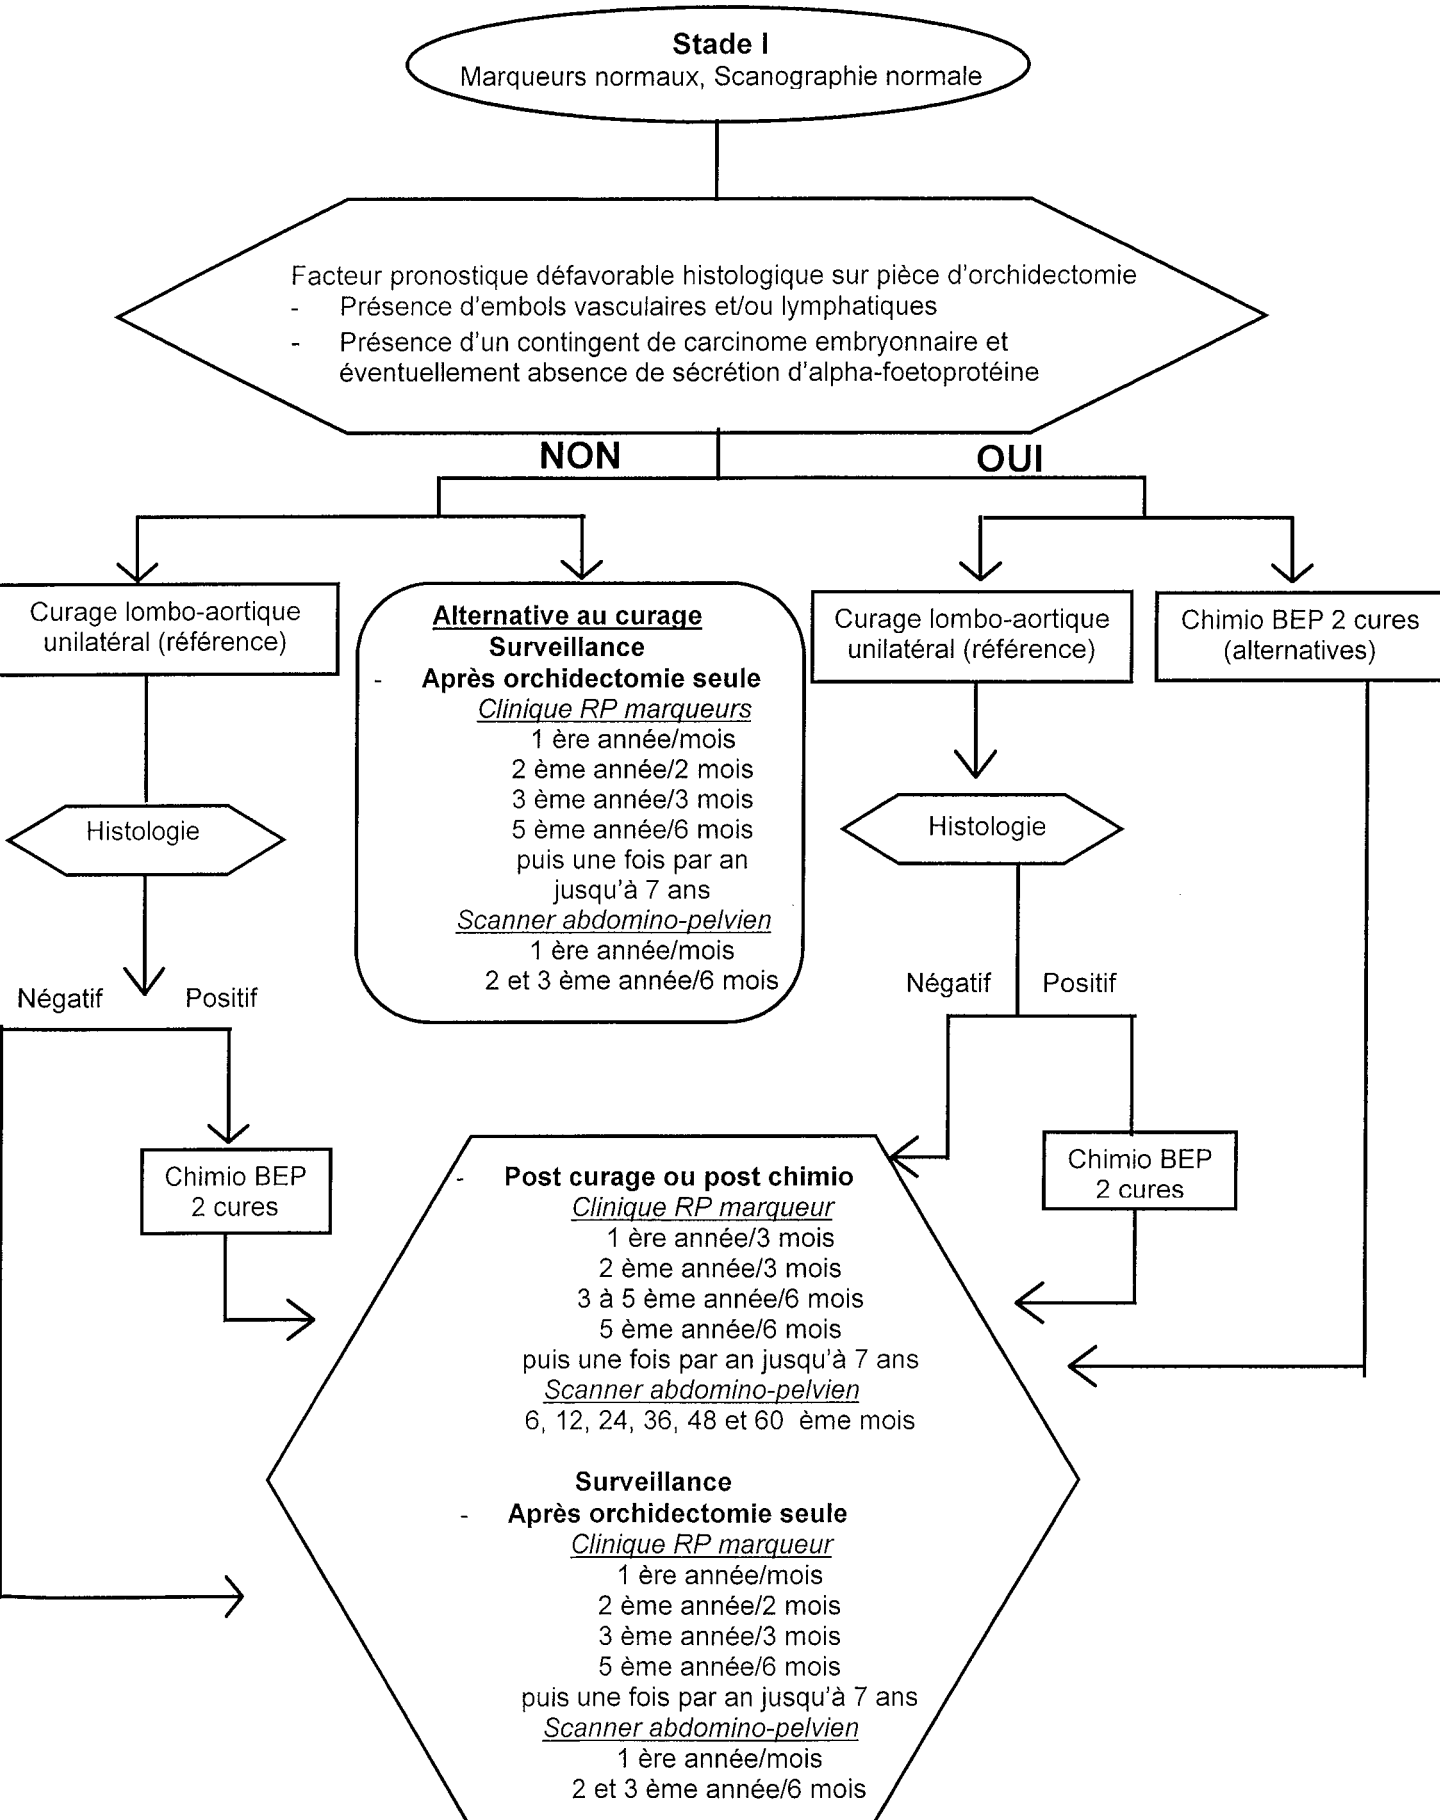 Stade I
Marqueurs normaux, Scanographie normale
Facteur pronostique défavorable histologique sur pièce d'orchidectomie
- Présence d'embols vasculaires et/ou lymphatiques
- Présence d'un contingent de carcinome embryonnaire et
éventuellement absence de sécrétion d'alpha-foetoprotéine
NON
OUI
Curage lombo-aortique
unilatéral (référence)
Alternative au curage
Surveillance
- Après orchidectomie seule
Clinique RP marqueurs
1 ère année/mois
2 ème année/2 mois
3 ème année/3 mois
5 ème année/6 mois
puis une fois par an
jusqu'à 7 ans
Scanner abdomino-pelvien
1 ère année/mois
2 et 3 ème année/6 mois
Curage lombo-aortique
unilatéral (référence)
Chimio BEP 2 cures
(alternatives)
Histologie
Histologie
Négatif
Positif
Négatif
Positif
Chimio BEP
2 cures
Chimio BEP
2 cures
- Post curage ou post chimio
Clinique RP marqueur
1 ère année/3 mois
2 ème année/3 mois
3 à 5 ème année/6 mois
5 ème année/6 mois
puis une fois par an jusqu'à 7 ans
Scanner abdomino-pelvien
6, 12, 24, 36, 48 et 60 ème mois
Surveillance
- Après orchidectomie seule
Clinique RP marqueur
1 ère année/mois
2 ème année/2 mois
3 ème année/3 mois
5 ème année/6 mois
puis une fois par an jusqu'à 7 ans
Scanner abdomino-pelvien
1 ère année/mois
2 et 3 ème année/6 mois